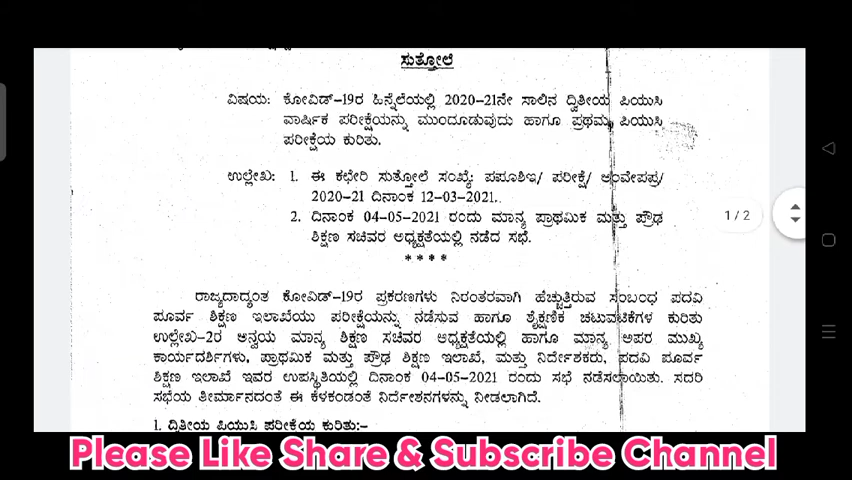 ಸುತ್ತೋಲೆ
ವಿಷಯ: ಕೋವಿಡ್-19ರ ಹಿನ್ನೆಲೆಯಲ್ಲಿ 2020-21ನೇ ಸಾಲಿನ ದ್ವಿತೀಯ ಪಿಯುಸಿ
ವಾರ್ಷಿಕ ಪರೀಕ್ಷೆಯನ್ನು ಮುಂದೂಡುವುದು ಹಾಗೂ ಪ್ರಥಮ ಪಿಯುಸಿ
ಪರೀಕ್ಷೆಯ ಕುರಿತು.
ಉಲ್ಲೇಖ: 1. ಈ ಕಛೇರಿ ಸುತ್ತೋಲೆ ಸಂಖ್ಯೆ: ಪಪೂಶಿಇ/ ಪರೀಕ್ಷೆ/ ಅಂವೇಪಪ್ರ/
2020-21 ದಿನಾಂಕ 12-03-2021.
2. ದಿನಾಂಕ 04-05-2021 ರಂದು ಮಾನ್ಯ ಪ್ರಾಥಮಿಕ ಮತ್ತು ಪ್ರೌಢ
ಶಿಕ್ಷಣ ಸಚಿವರ ಅಧ್ಯಕ್ಷತೆಯಲ್ಲಿ ನಡೆದ ಸಭೆ.
1 / 2
****
ರಾಜ್ಯದಾದ್ಯಂತ ಕೋವಿಡ್-19ರ ಪ್ರಕರಣಗಳು ನಿರಂತರವಾಗಿ ಹೆಚ್ಚುತ್ತಿರುವ ಸಂಬಂಧ ಪದವಿ
ಪೂರ್ವ ಶಿಕ್ಷಣ ಇಲಾಖೆಯು ಪರೀಕ್ಷೆಯನ್ನು ನಡೆಸುವ ಹಾಗೂ ಶೈಕ್ಷಣಿಕ ಚಟುವಟಿಕೆಗಳ ಕುರಿತು
ಉಲ್ಲೇಖ-2ರ ಅನ್ವಯ ಮಾನ್ಯ ಶಿಕ್ಷಣ ಸಚಿವರ ಅಧ್ಯಕ್ಷತೆಯಲ್ಲಿ ಹಾಗೂ ಮಾನ್ಯ ಅಪರ ಮುಖ್ಯ
ಕಾರ್ಯದರ್ಶಿಗಳು, ಪ್ರಾಥಮಿಕ ಮತ್ತು ಪ್ರೌಢ ಶಿಕ್ಷಣ ಇಲಾಖೆ, ಮತ್ತು ನಿರ್ದೇಶಕರು, ಪದವಿ ಪೂರ್ವ
ಶಿಕ್ಷಣ ಇಲಾಖೆ ಇವರ ಉಪಸ್ಥಿತಿಯಲ್ಲಿ ದಿನಾಂಕ 04-05-2021 ರಂದು ಸಭೆ ನಡೆಸಲಾಯಿತು. ಸದರಿ
ಸಭೆಯ ತೀರ್ಮಾನದಂತೆ ಈ ಕೆಳಕಂಡಂತೆ ನಿರ್ದೇಶನಗಳನ್ನು ನೀಡಲಾಗಿದೆ.
1. ದ್ವಿತೀಯ ಪಿಯುಸಿ ಪರೀಕ್ಷೆಯ ಕುರಿತು:-
Please Like Share & Subscribe Channel